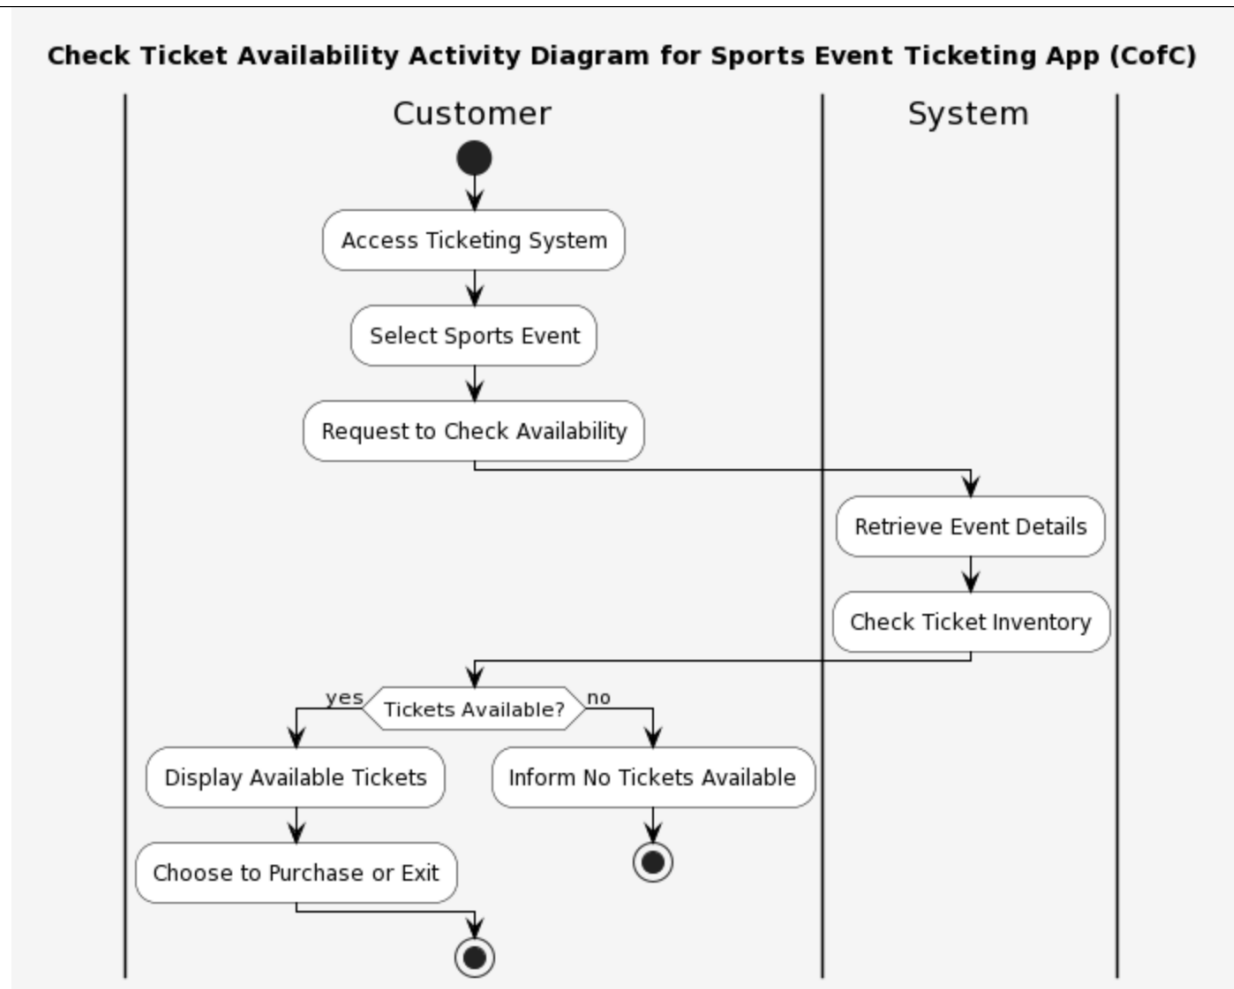 Check Ticket Availability Activity Diagram for Sports Event Ticketing App (CofC)
Customer
System
Access Ticketing System
Select Sports Event
Request to Check Availability
Retrieve Event Details
Check Ticket Inventory
yes
Tickets Available?
no
Display Available Tickets
Inform No Tickets Available
Choose to Purchase or Exit